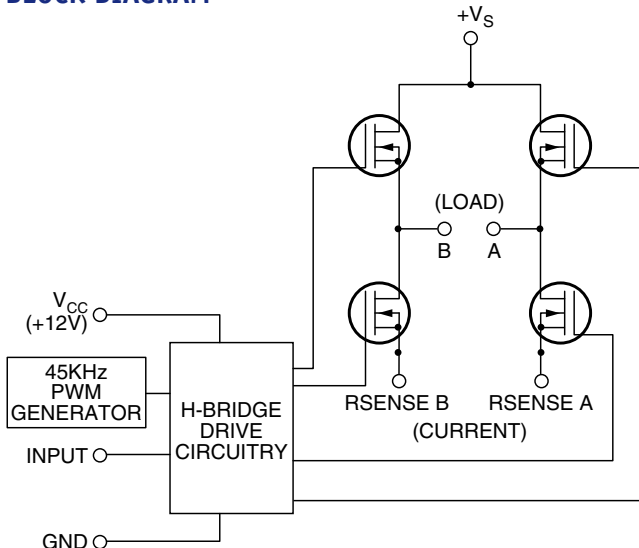 BLOCK DIAGRAM
+VS
(LOAD)
B
A
VCC
(+12V)
45KHz
PWM
GENERATOR
H-BRIDGE
DRIVE
CIRCUITRY
RSENSE B
RSENSE A
(CURRENT)
INPUT
GND